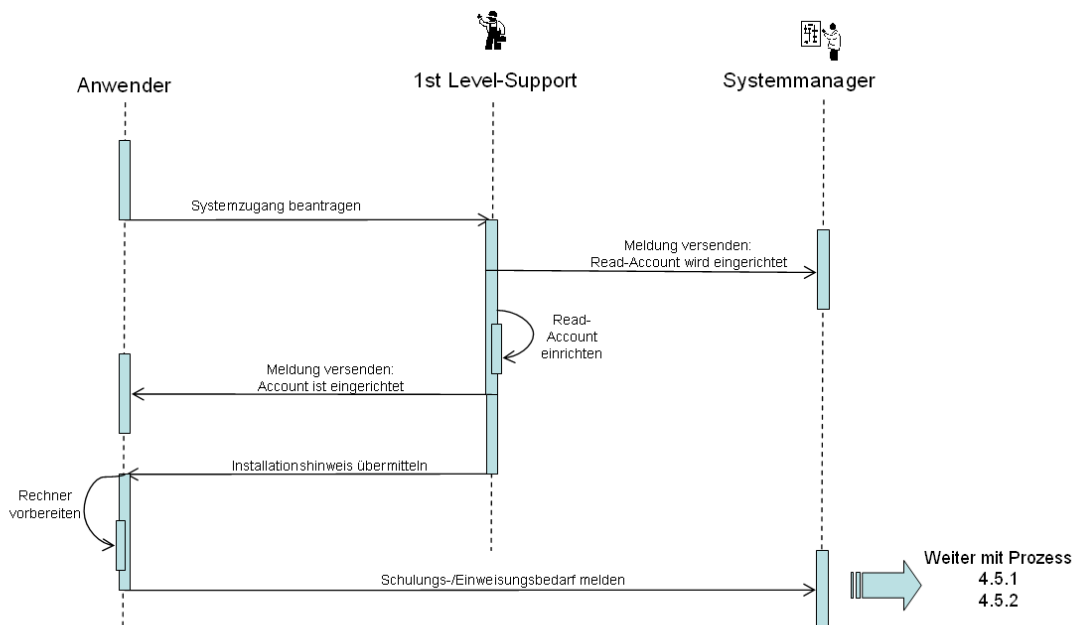 Anwender
1st Level-Support
Systemmanager
Systemzugang beantragen
Meldung versenden:
Read-Account wird eingerichtet
Read-
Account
einrichten
Meldung versenden:
Account ist eingerichtet
Installationshinweis übermitteln
Rechner
vorbereiten
Schulungs-/Einweisungsbedarf melden
Weiter mit Prozess
4.5.1
4.5.2